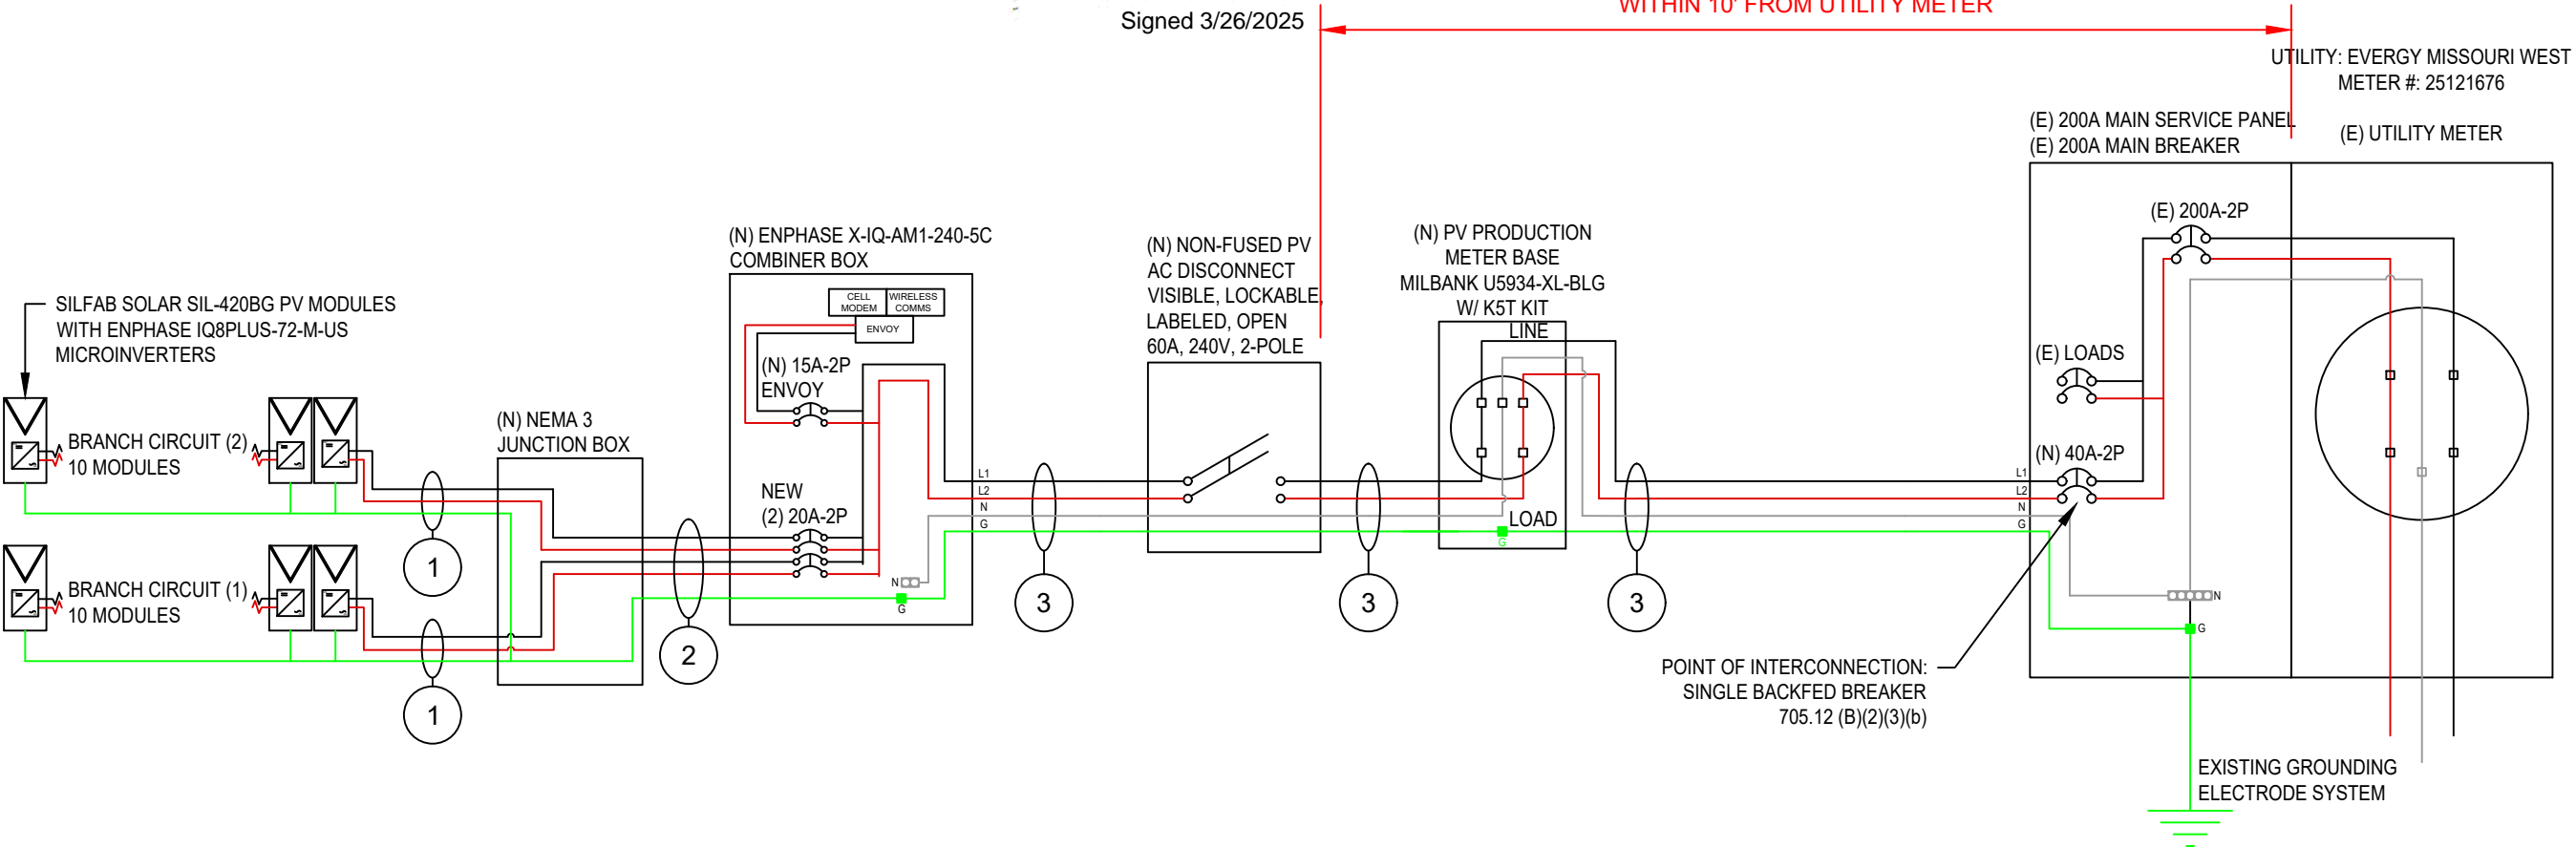 Signed 3/26/2025
WITHIN 10' FROM UTILITY METER
UTILITY: EVERGY MISSOURI WEST
METER #: 25121676
(E) 200A MAIN SERVICE PANEL
(E) 200A MAIN BREAKER
(E) UTILITY METER
(E) 200A-2P
(E) LOADS
(N) 40A-2P
L1
L2
N
G
N
G
POINT OF INTERCONNECTION:
SINGLE BACKFED BREAKER
705.12 (B)(2)(3)(b)
EXISTING GROUNDING
ELECTRODE SYSTEM
(N) PV PRODUCTION
METER BASE
MILBANK U5934-XL-BLG
W/ K5T KIT
LINE
LOAD
G
3
(N) NON-FUSED PV
AC DISCONNECT
VISIBLE, LOCKABLE,
LABELED, OPEN
60A, 240V, 2-POLE
3
3
(N) ENPHASE X-IQ-AM1-240-5C
COMBINER BOX
CELL
MODEM
WIRELESS
COMMS
ENVOY
(N) 15A-2P
ENVOY
NEW
(2) 20A-2P
N
G
L1
L2
N
G
2
(N) NEMA 3
JUNCTION BOX
SILFAB SOLAR SIL-420BG PV MODULES
WITH ENPHASE IQ8PLUS-72-M-US
MICROINVERTERS
BRANCH CIRCUIT (2)
10 MODULES
1
BRANCH CIRCUIT (1)
10 MODULES
1